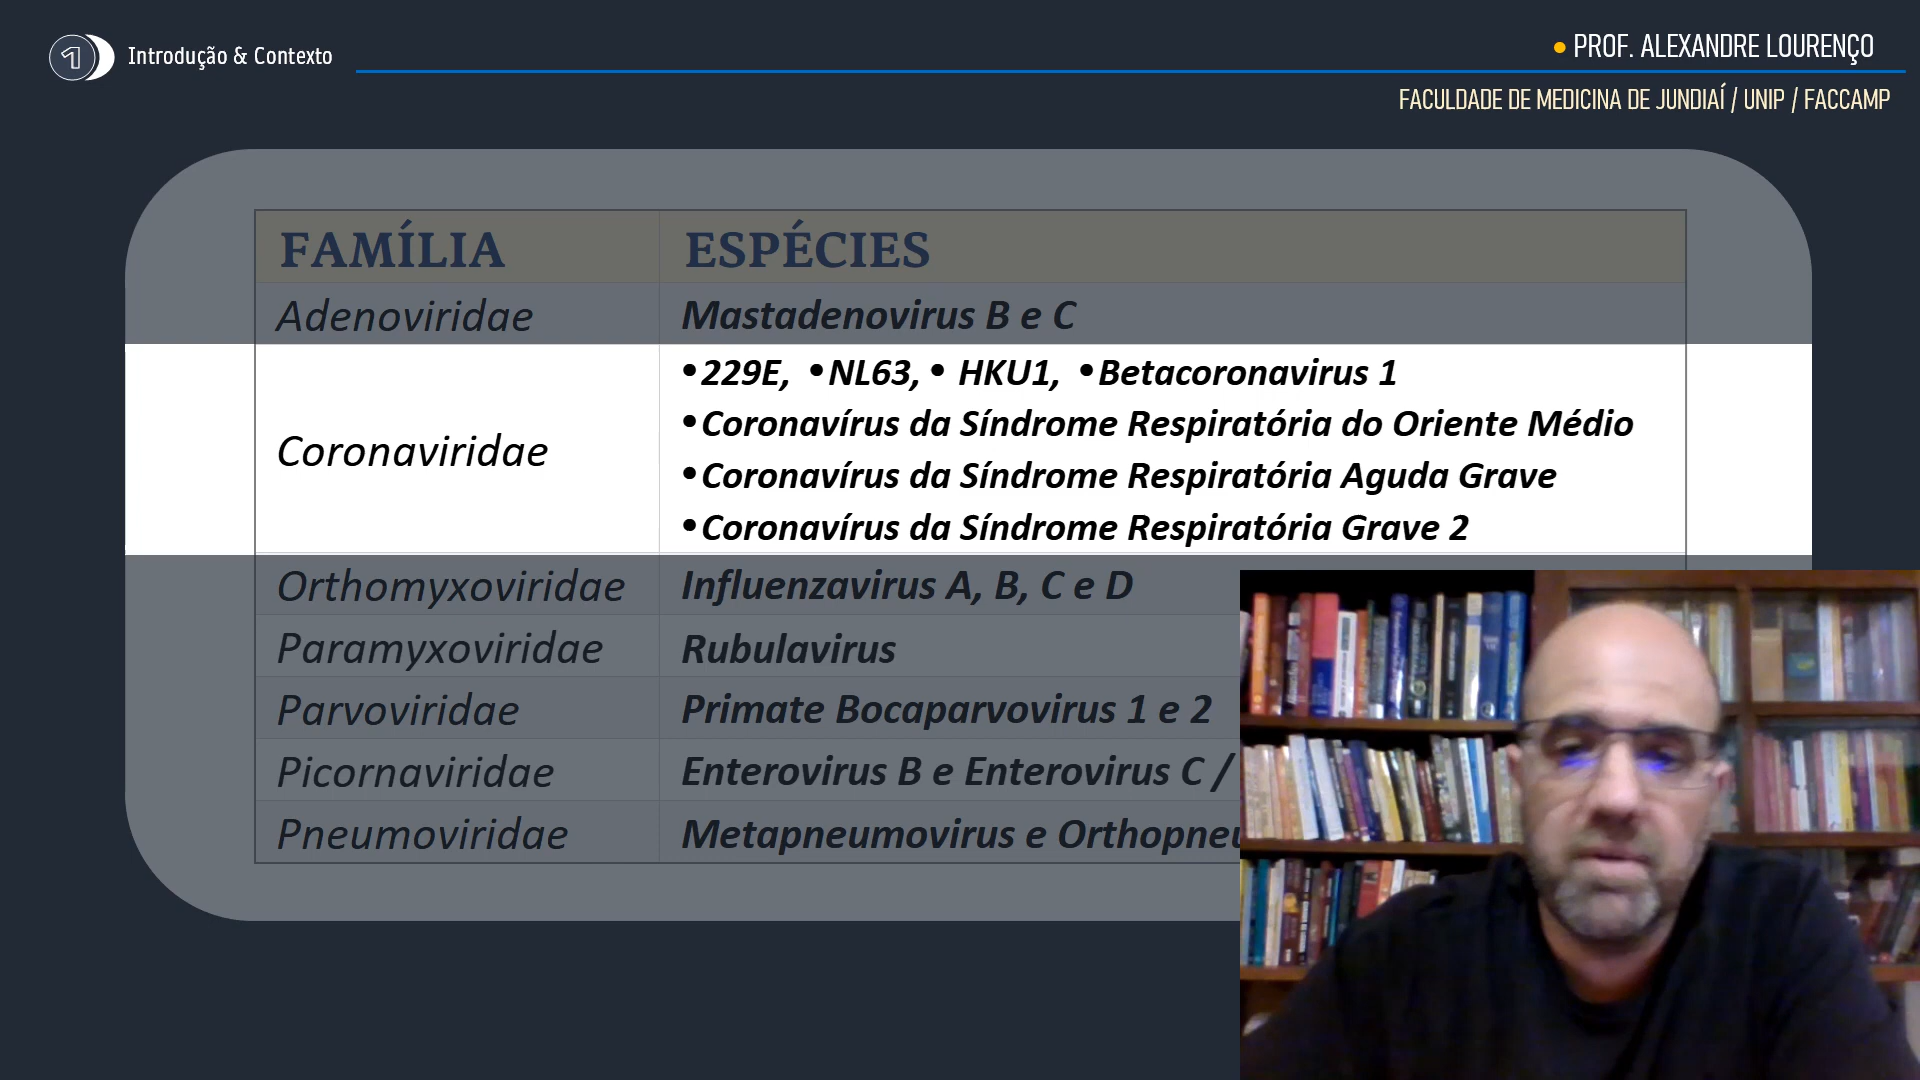 1 Introdução & Contexto
• PROF. ALEXANDRE LOURENÇO
FACULDADE DE MEDICINA DE JUNDIAÍ / UNIP / FACCAMP
FAMÍLIA ESPÉCIES
Adenoviridae Mastadenovirus B e C
•229E, •NL63, • HKU1, •Betacoronavirus 1
•Coronavírus da Síndrome Respiratória do Oriente Médio
Coronaviridae
•Coronavírus da Síndrome Respiratória Aguda Grave
•Coronavírus da Síndrome Respiratória Grave 2
Orthomyxoviridae Influenzavirus A, B, C e D
Paramyxoviridae Rubulavirus
Parvoviridae Primate Bocaparvovirus 1 e 2
Picornaviridae Enterovirus B e Enterovirus C /
Pneumoviridae Metapneumovirus e